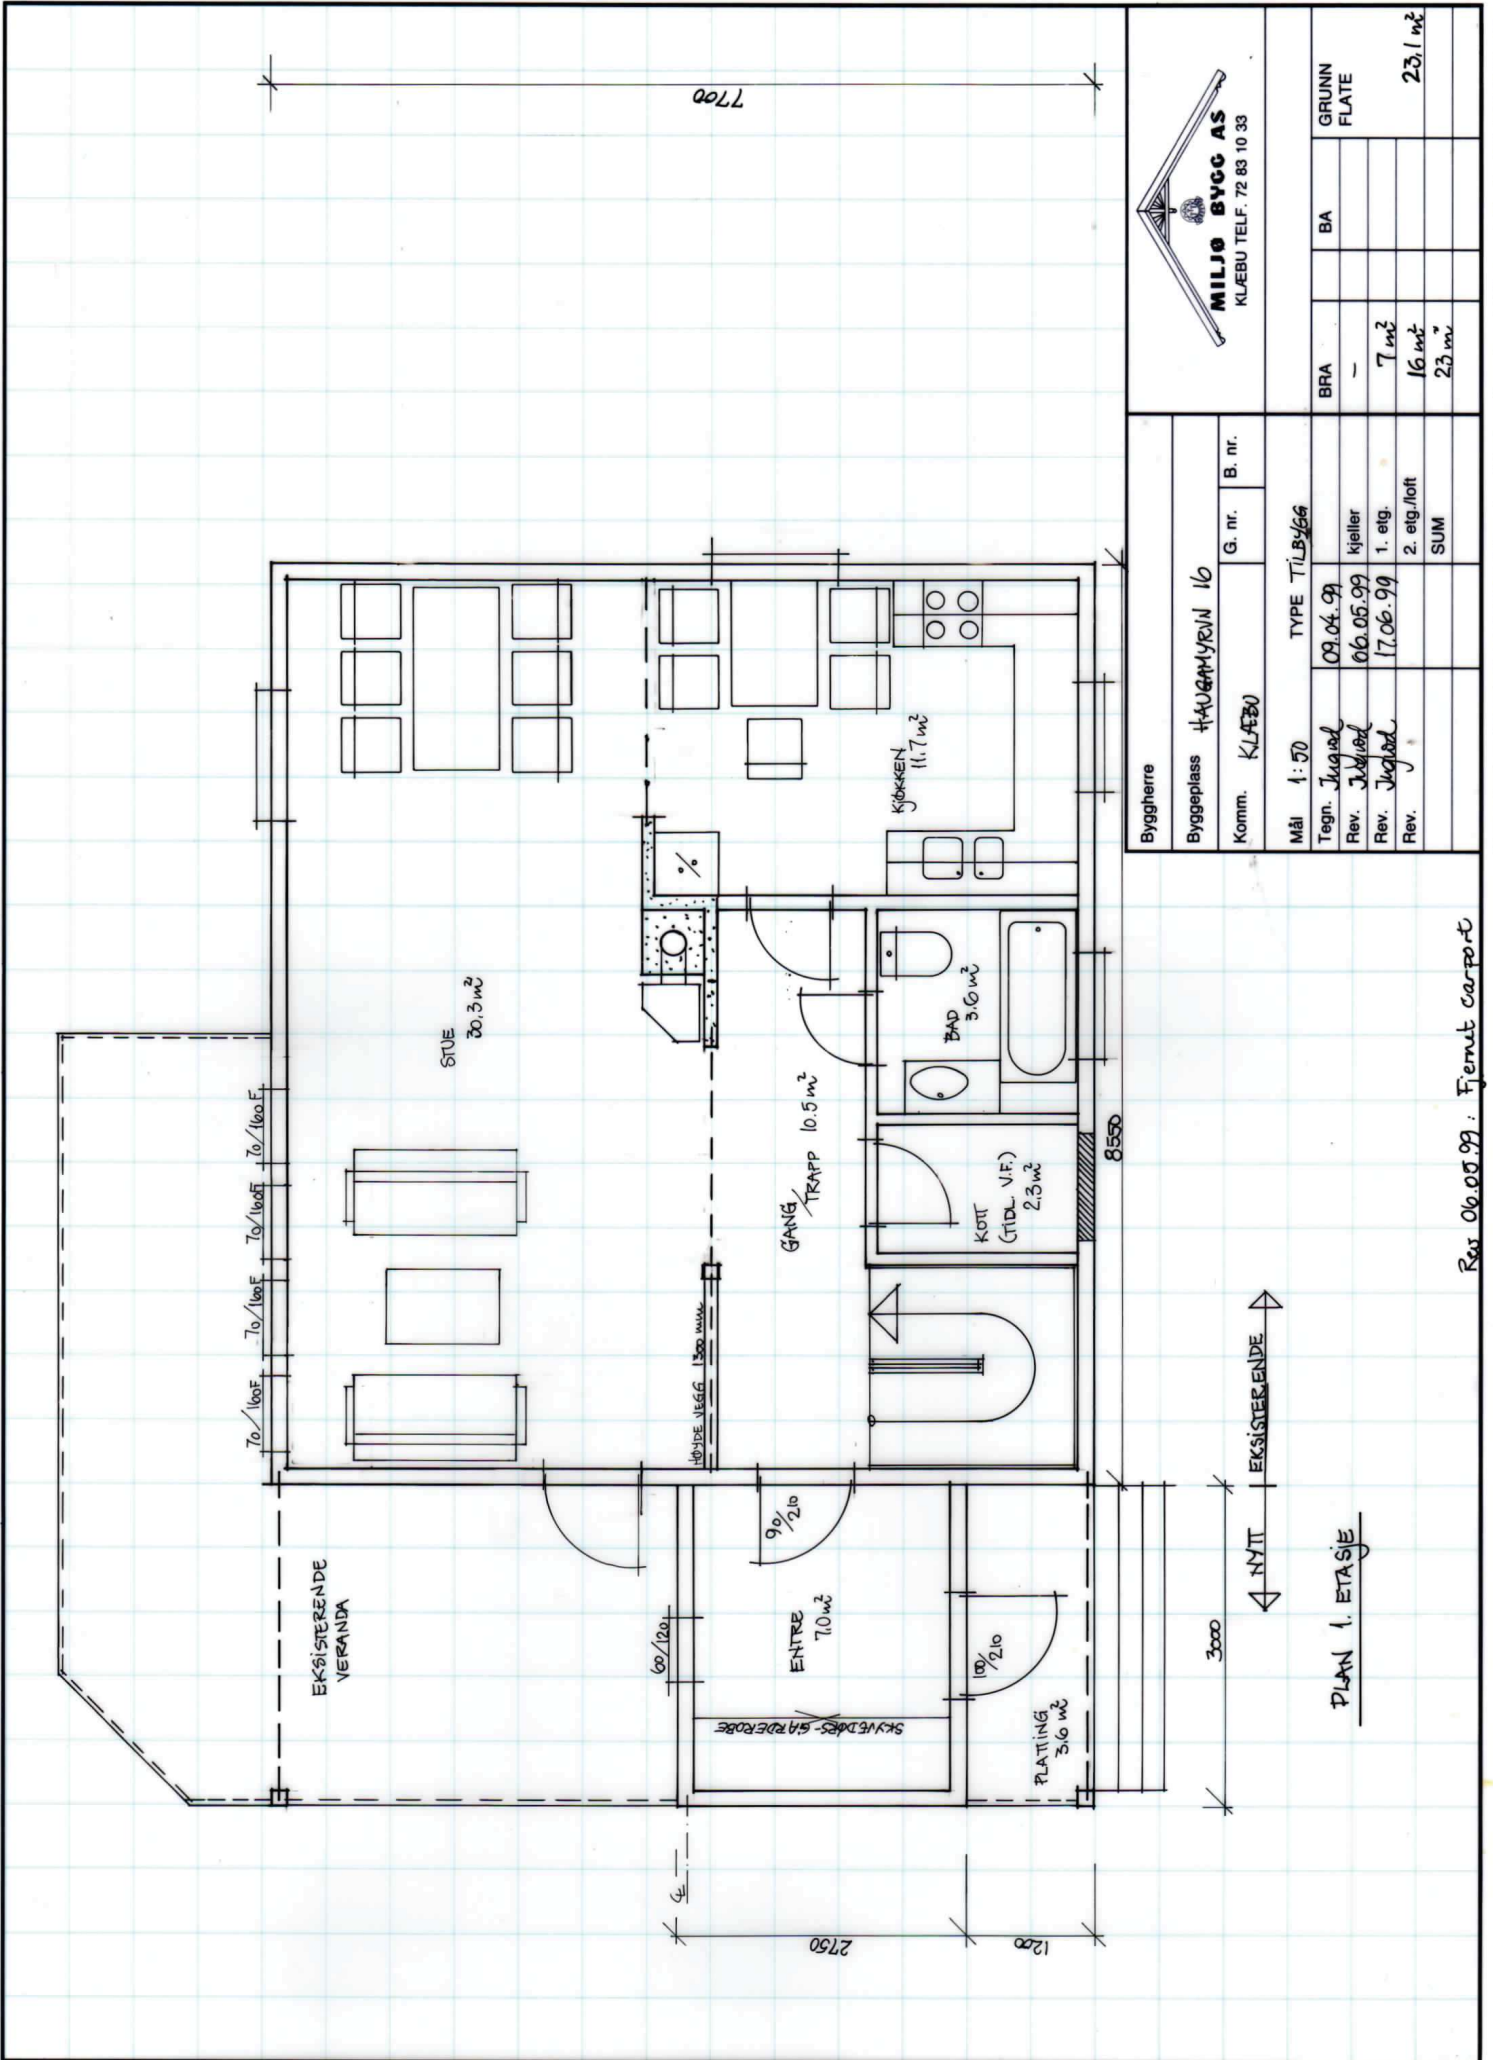 7700
STUE
30,3 m²
KJØKKEN
11.7 m²
GANG/TRAPP 10.5 m²
BAD
3.6 m²
KOTT
(TIDL. V.F.)
2.3 m²
HØYDE VEGG 1300 mm
70/160F
70/160F
70/160F
70/160F
EKSISTERENDE
VERANDA
60/120
90/210
ENTRE
7.0 m²
SKYVEDØRS-GARDEROBE
100/210
PLATTING
3.6 m²
2750
1200
3000
8550
NYTT
EKSISTERENDE
PLAN 1. ETASJE
Rev 06.05.99: Fjernet carport
Byggherre
Byggeplass HAUGAMYRVN 16
Komm. KLÆBU G. nr. B. nr.
Mål 1:50 TYPE TILBYGG
Tegn. Ingvod 09.04.99
Rev. Ingvod 06.05.99
Rev. Ingvod 17.06.99
Rev.
MILJØ BYGG AS
KLÆBU TELF. 72 83 10 33
BRA BA GRUNN
FLATE
kjeller -
1. etg. 7 m²
2. etg./loft 16 m² 23,1 m²
SUM 23 m²